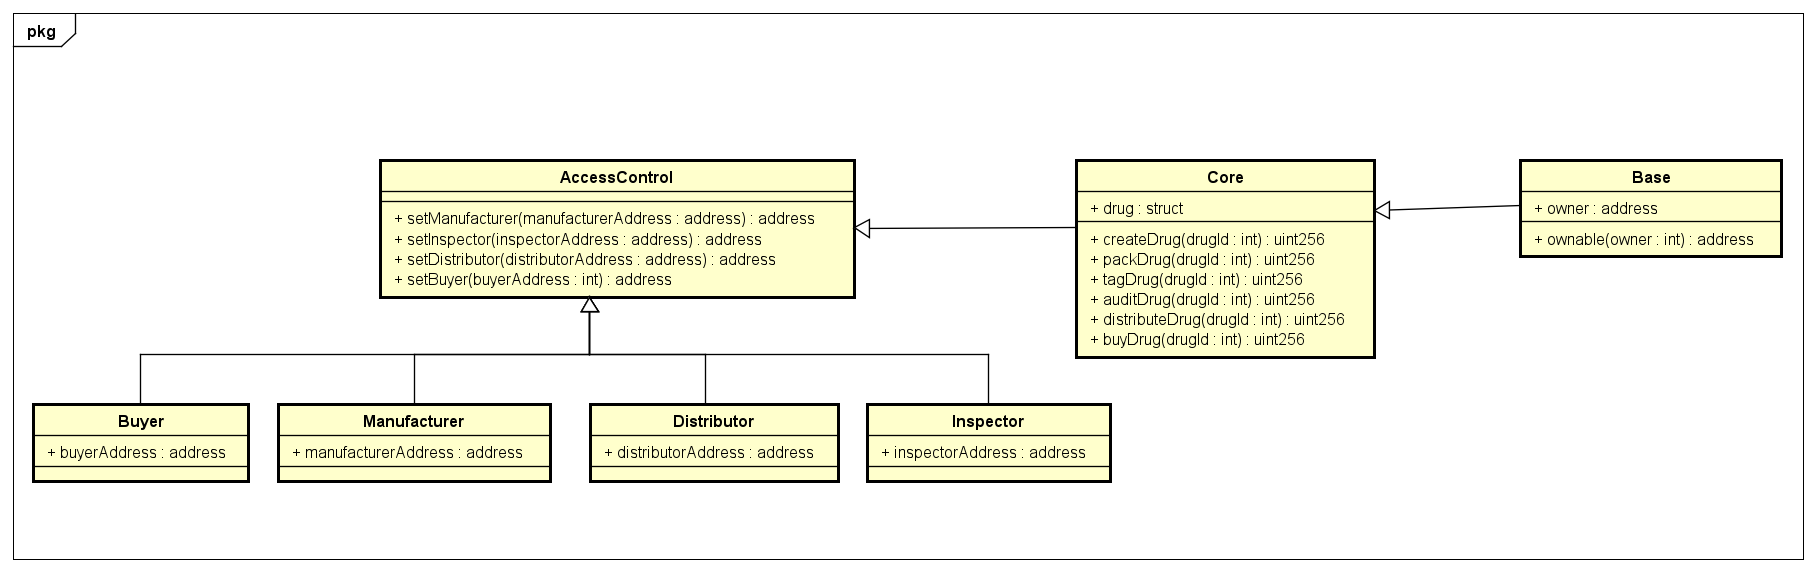 pkg
AccessControl
+ setManufacturer(manufacturerAddress : address) : address
+ setInspector(inspectorAddress : address) : address
+ setDistributor(distributorAddress : address) : address
+ setBuyer(buyerAddress : int) : address
Core
+ drug : struct
+ createDrug(drugId : int) : uint256
+ packDrug(drugId : int) : uint256
+ tagDrug(drugId : int) : uint256
+ auditDrug(drugId : int) : uint256
+ distributeDrug(drugId : int) : uint256
+ buyDrug(drugId : int) : uint256
Base
+ owner : address
+ ownable(owner : int) : address
Buyer
+ buyerAddress : address
Manufacturer
+ manufacturerAddress : address
Distributor
+ distributorAddress : address
Inspector
+ inspectorAddress : address